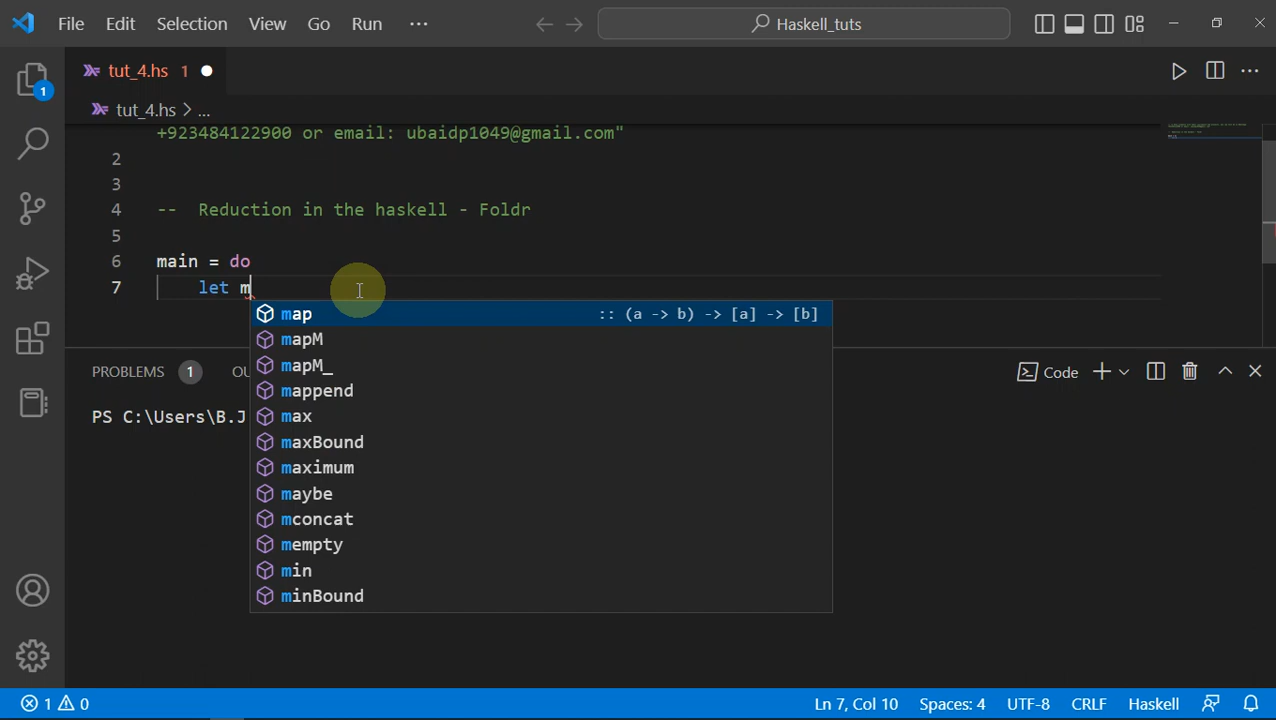 File Edit Selection View Go Run ··· Haskell_tuts
tut_4.hs 1
tut_4.hs > ...
+923484122900 or email: ubaidp1049@gmail.com"
2
3
4 -- Reduction in the haskell - Foldr
5
6 main = do
7 let m
map :: (a -> b) -> [a] -> [b]
mapM
mapM_
mappend
max
maxBound
maximum
maybe
mconcat
mempty
min
minBound
PROBLEMS 1 OU Code
PS C:\Users\B.J
1
1 0 Ln 7, Col 10 Spaces: 4 UTF-8 CRLF Haskell